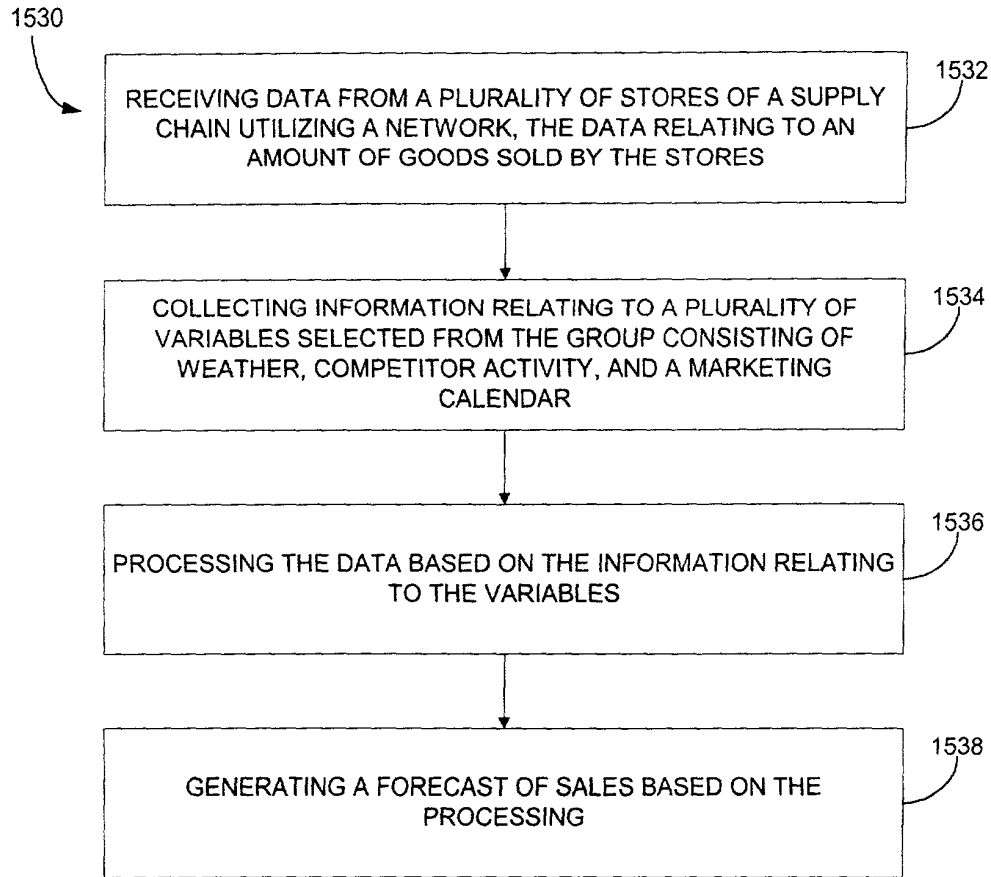 1530
1532
RECEIVING DATA FROM A PLURALITY OF STORES OF A SUPPLY
CHAIN UTILIZING A NETWORK, THE DATA RELATING TO AN
AMOUNT OF GOODS SOLD BY THE STORES
1534
COLLECTING INFORMATION RELATING TO A PLURALITY OF
VARIABLES SELECTED FROM THE GROUP CONSISTING OF
WEATHER, COMPETITOR ACTIVITY, AND A MARKETING
CALENDAR
1536
PROCESSING THE DATA BASED ON THE INFORMATION RELATING
TO THE VARIABLES
1538
GENERATING A FORECAST OF SALES BASED ON THE
PROCESSING